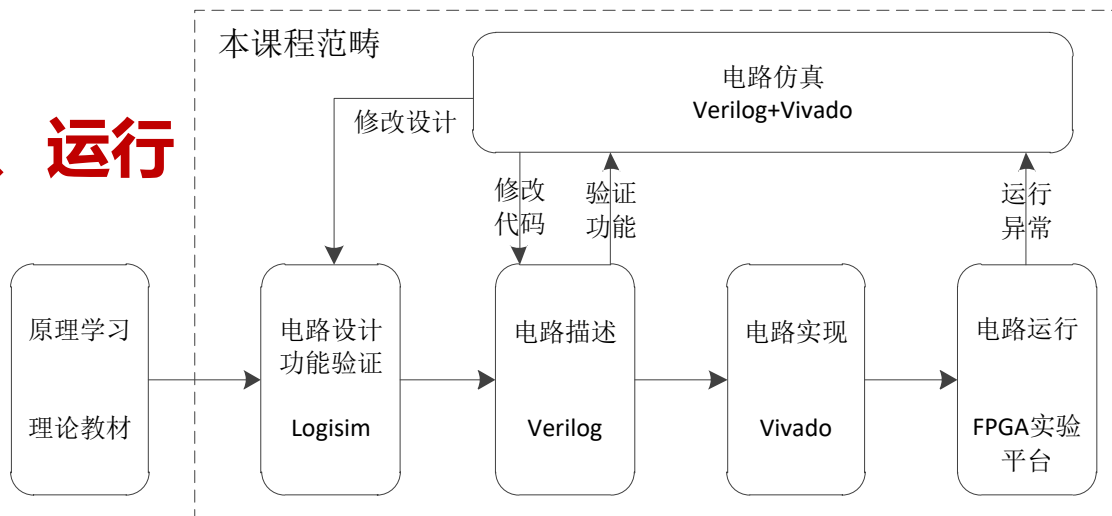 本课程范畴
电路仿真
Verilog+Vivado
修改设计
、运行
修改
代码
验证
功能
运行
异常
原理学习
理论教材
电路设计
功能验证
Logisim
电路描述
Verilog
电路实现
Vivado
电路运行
FPGA实验
平台